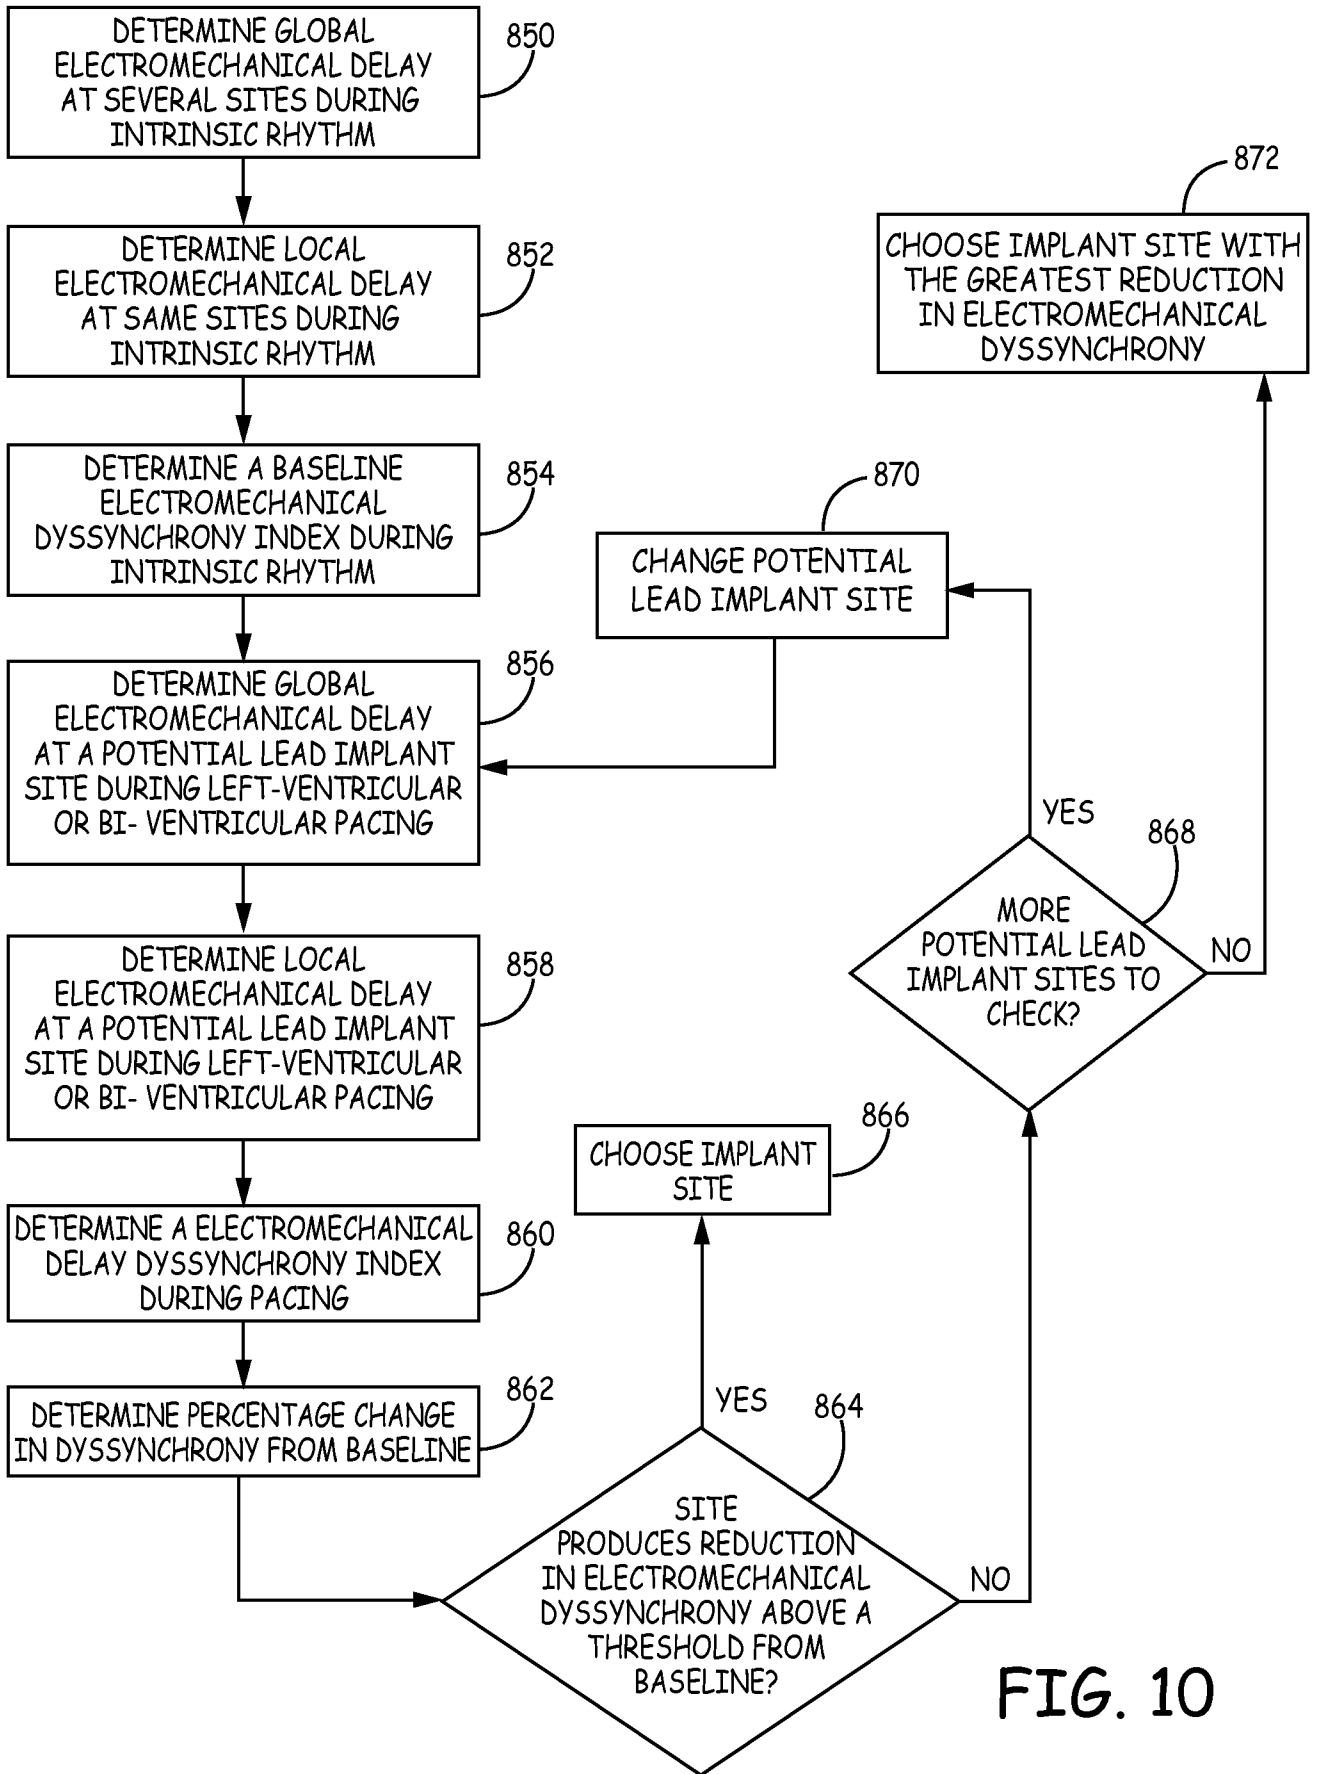 DETERMINE GLOBAL
ELECTROMECHANICAL DELAY
AT SEVERAL SITES DURING
INTRINSIC RHYTHM
850
DETERMINE LOCAL
ELECTROMECHANICAL DELAY
AT SAME SITES DURING
INTRINSIC RHYTHM
852
DETERMINE A BASELINE
ELECTROMECHANICAL
DYSSYNCHRONY INDEX DURING
INTRINSIC RHYTHM
854
DETERMINE GLOBAL
ELECTROMECHANICAL DELAY
AT A POTENTIAL LEAD IMPLANT
SITE DURING LEFT-VENTRICULAR
OR BI- VENTRICULAR PACING
856
DETERMINE LOCAL
ELECTROMECHANICAL DELAY
AT A POTENTIAL LEAD IMPLANT
SITE DURING LEFT-VENTRICULAR
OR BI- VENTRICULAR PACING
858
DETERMINE A ELECTROMECHANICAL
DELAY DYSSYNCHRONY INDEX
DURING PACING
860
DETERMINE PERCENTAGE CHANGE
IN DYSSYNCHRONY FROM BASELINE
862
SITE
PRODUCES REDUCTION
IN ELECTROMECHANICAL
DYSSYNCHRONY ABOVE A
THRESHOLD FROM
BASELINE?
864
YES
NO
CHOOSE IMPLANT
SITE
866
MORE
POTENTIAL LEAD
IMPLANT SITES TO
CHECK?
868
YES
NO
CHANGE POTENTIAL
LEAD IMPLANT SITE
870
CHOOSE IMPLANT SITE WITH
THE GREATEST REDUCTION
IN ELECTROMECHANICAL
DYSSYNCHRONY
872
FIG. 10